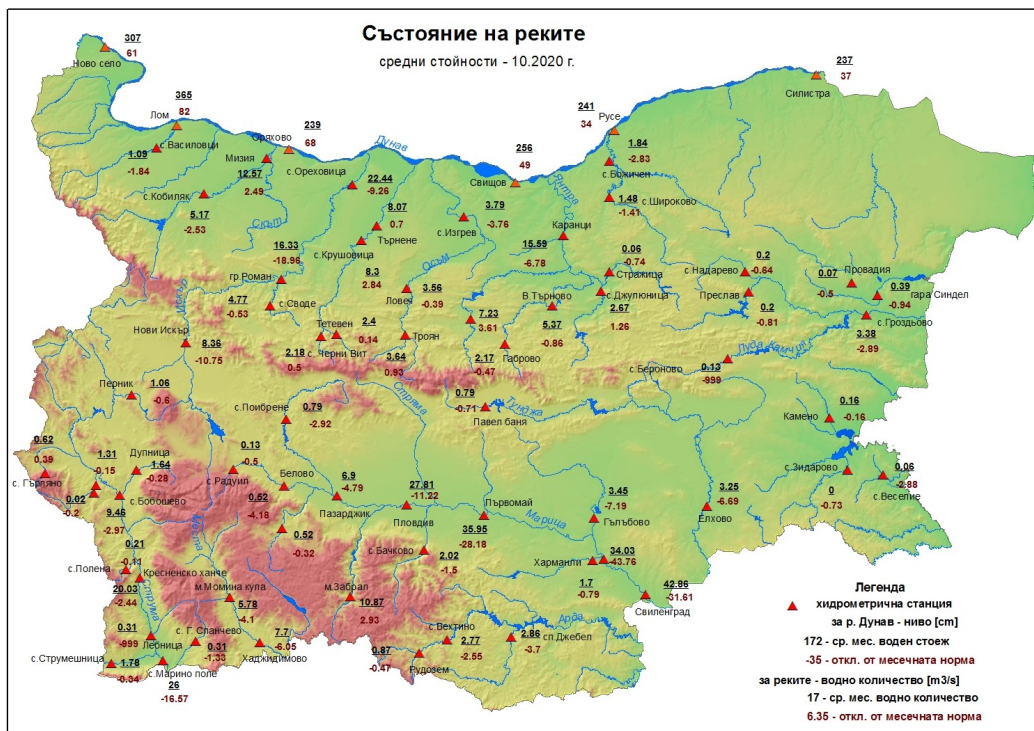 Състояние на реките
средни стойности - 10.2020 г.
307
61
Ново село
237
37
Силистра
365
82
Лом
239
68
Оряхово
Дунав
256
49
Свищов
241
34
Русе
1.84
-2.83
с.Божичен
с.Василовци
1.09
-1.84
Мизия
12.57
2.49
с.Ореховица
22.44
-9.26
с.Кобиляк
5.17
-2.53
Скът
8.07
0.7
Търнене
3.79
-3.76
с.Изгрев
Янтра
1.48
-1.41
с.Широково
16.33
-18.96
гр.Роман
с.Крушовица
8.3
2.84
Осъм
15.59
-6.78
Каранци
0.06
-0.74
Стражица
0.2
-0.64
с.Надарево
0.07
-0.5
Провадия
0.39
-0.94
гара Синдел
4.77
-0.53
с.Своде
Искър
3.56
-0.39
Ловеч
В.Търново
5.37
-0.86
с.Джулюница
2.67
1.26
Преслав
0.2
-0.81
с.Гроздьово
3.38
-2.89
Нови Искър
8.36
-10.75
Тетевен
2.4
0.14
2.18
0.5
с. Черни Вит
Троян
3.64
0.93
7.23
3.61
Габрово
2.17
-0.47
Луда Камчия
с.Бероново
0.13
-999
Перник
1.06
-0.6
с.Поибрене
0.79
-2.92
Стряма
0.79
-0.71
Павел баня
Тунджа
Камено
0.16
-0.16
0.62
0.39
с. Гърляно
1.31
-0.15
Дупница
1.64
-0.28
0.13
-0.5
с.Радуил
Белово
0.52
-4.18
6.9
-4.79
Пазарджик
27.81
-11.22
Пловдив
Първомай
35.95
-28.18
Марица
3.45
-7.19
Гълъбово
3.25
-6.69
Елхово
с.Зидарово
0
-0.73
0.06
-2.88
с.Веселие
0.02
-0.2
с.Бобошево
9.46
-2.97
0.52
-0.32
с.Бачково
2.02
-1.5
Харманли
1.7
-0.79
34.03
-43.76
42.86
-31.61
Свиленград
0.21
-0.11
с.Полена
Кресненско ханче
20.03
-2.44
Струма
Места
м.Момина кула
5.78
-4.1
м.Забрал
10.87
2.93
Арда
0.31
-999
Лебница
с. Г. Спанчево
0.31
-1.33
7.7
-6.05
Хаджидимово
с.Вехтино
2.77
-2.55
2.86
-3.7
сп.Джебел
0.87
-0.47
Рудозем
с.Струмешница
1.78
-0.34
с.Марино поле
26
-16.57
Легенда
хидрометрична станция
за р. Дунав - ниво [cm]
172 - ср. мес. воден стоеж
-35 - откл. от месечната норма
за реките - водно количество [m3/s]
17 - ср. мес. водно количество
6.35 - откл. от месечната норма